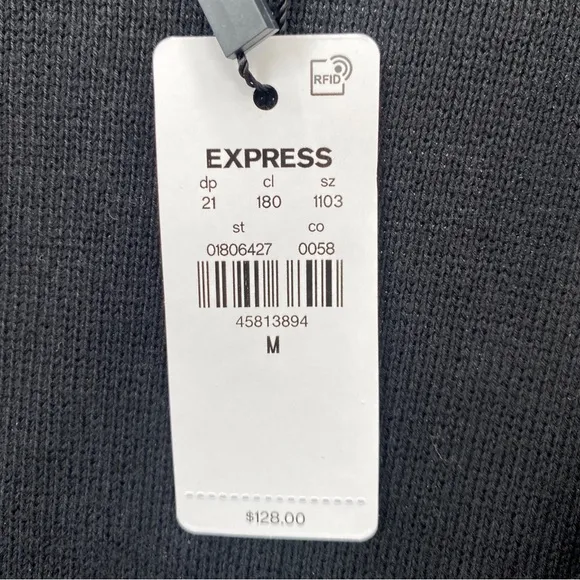 RFID
EXPRESS
dp cl sz
21 180 1103
st co
01806427 0058
45813894
M
$128.00